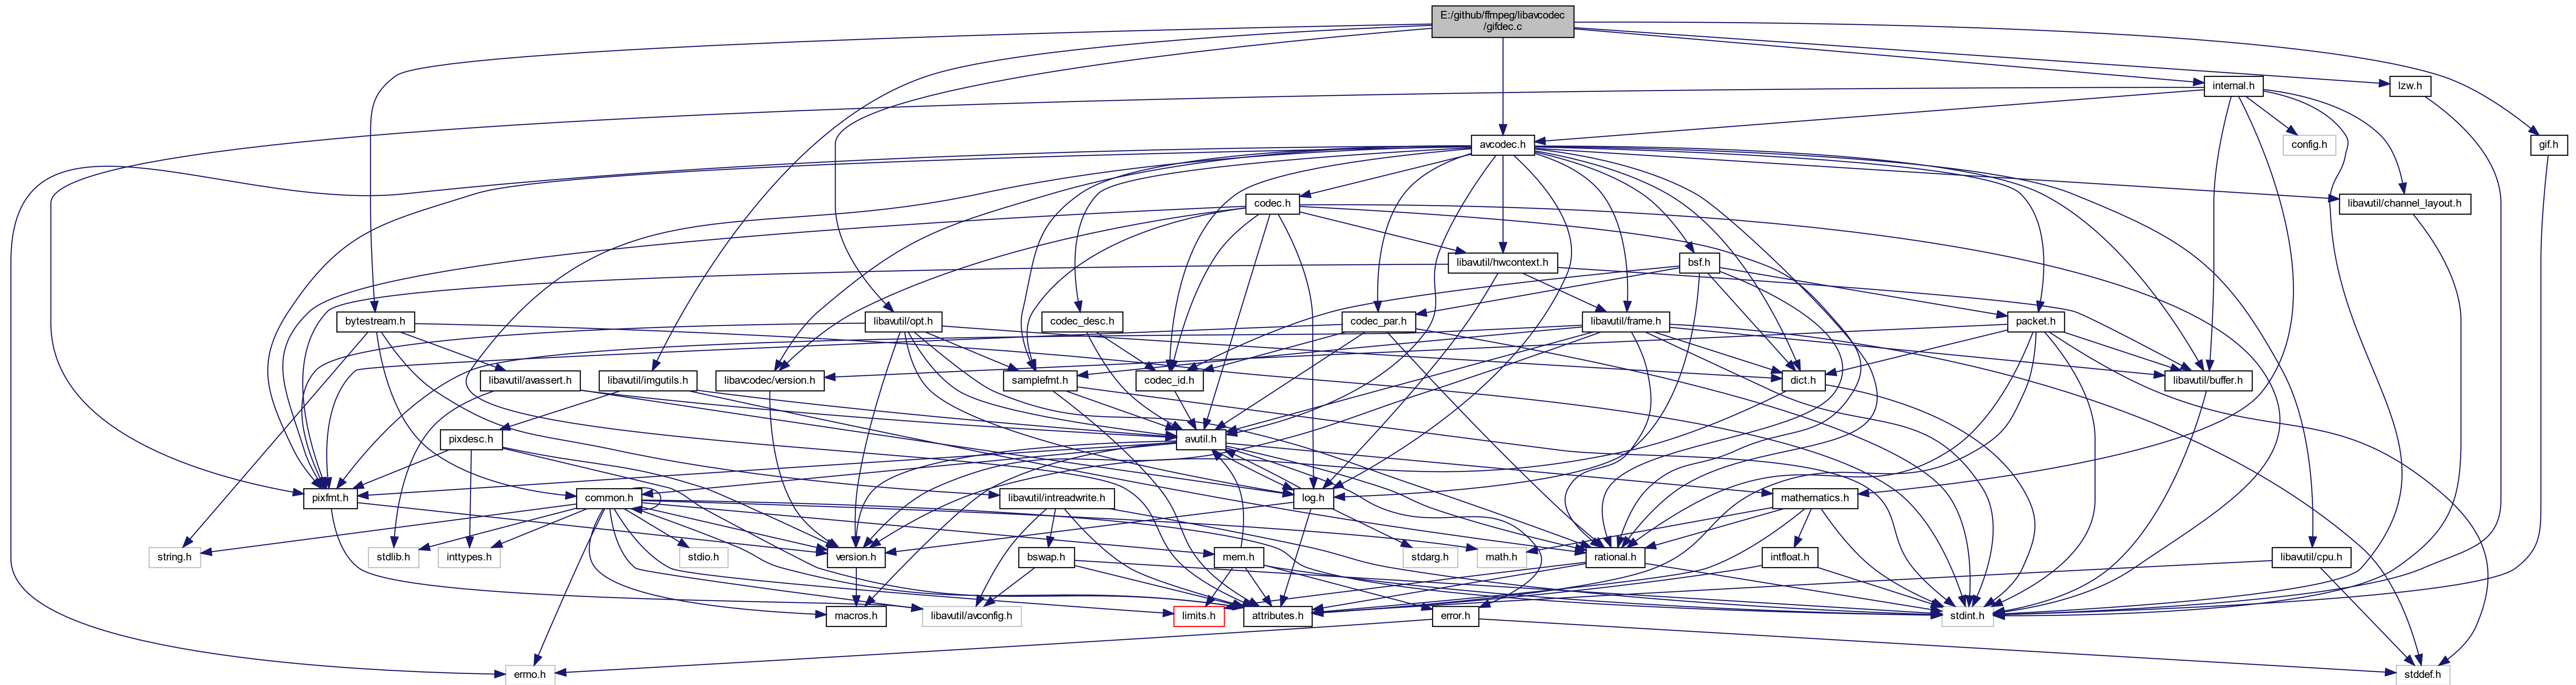 E:/github/ffmpeg/libavcodec
/gifdec.c
internal.h
lzw.h
avcodec.h
config.h
gif.h
codec.h
libavutil/channel_layout.h
libavutil/hwcontext.h
bsf.h
bytestream.h
libavutil/opt.h
codec_desc.h
codec_par.h
libavutil/frame.h
packet.h
libavutil/avassert.h
libavutil/imgutils.h
libavcodec/version.h
samplefmt.h
codec_id.h
dict.h
libavutil/buffer.h
pixdesc.h
avutil.h
pixfmt.h
common.h
libavutil/intreadwrite.h
log.h
mathematics.h
string.h
stdlib.h
inttypes.h
stdio.h
version.h
bswap.h
mem.h
stdarg.h
math.h
rational.h
intfloat.h
libavutil/cpu.h
macros.h
libavutil/avconfig.h
limits.h
attributes.h
error.h
stdint.h
errno.h
stddef.h